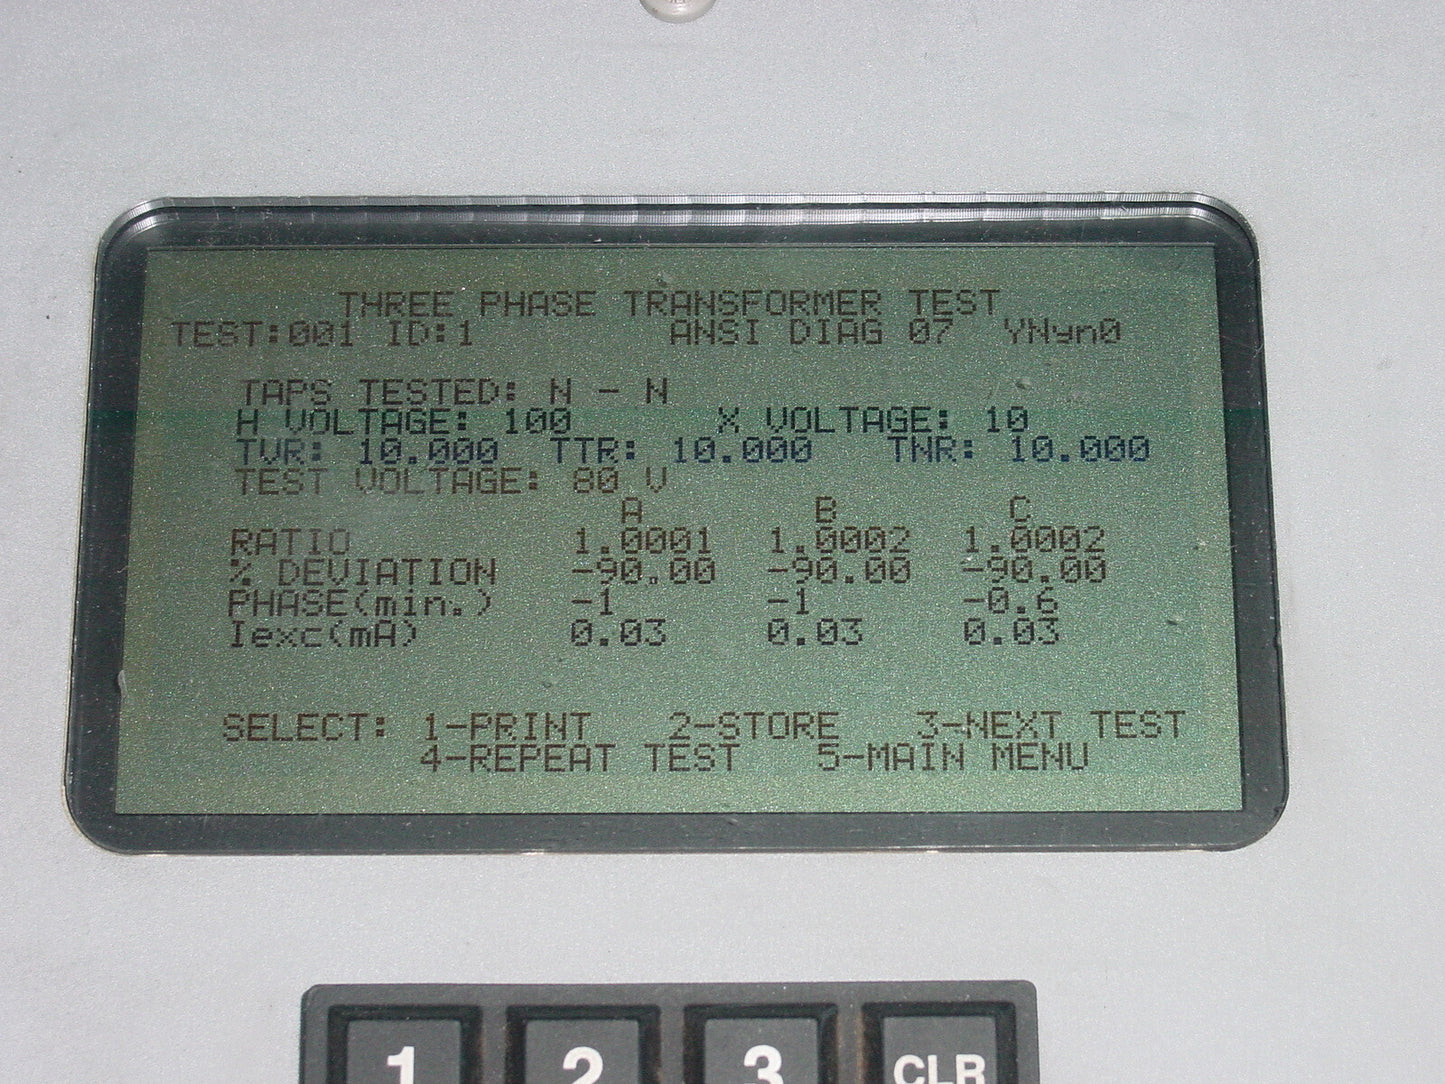 THREE PHASE TRANSFORMER TEST
TEST:001 ID:1 ANSI DIAG 07 YNyn0
TAPS TESTED: N - N
H VOLTAGE: 100 X VOLTAGE: 10
TVR: 10.000 TTR: 10.000 TNR: 10.000
TEST VOLTAGE: 80 V
A B C
RATIO 1.0001 1.0002 1.0002
% DEVIATION -90.00 -90.00 -90.00
PHASE(min.) -1 -1 -0.6
Iexc(mA) 0.03 0.03 0.03
SELECT: 1-PRINT 2-STORE 3-NEXT TEST
4-REPEAT TEST 5-MAIN MENU
1 2 3 CLR